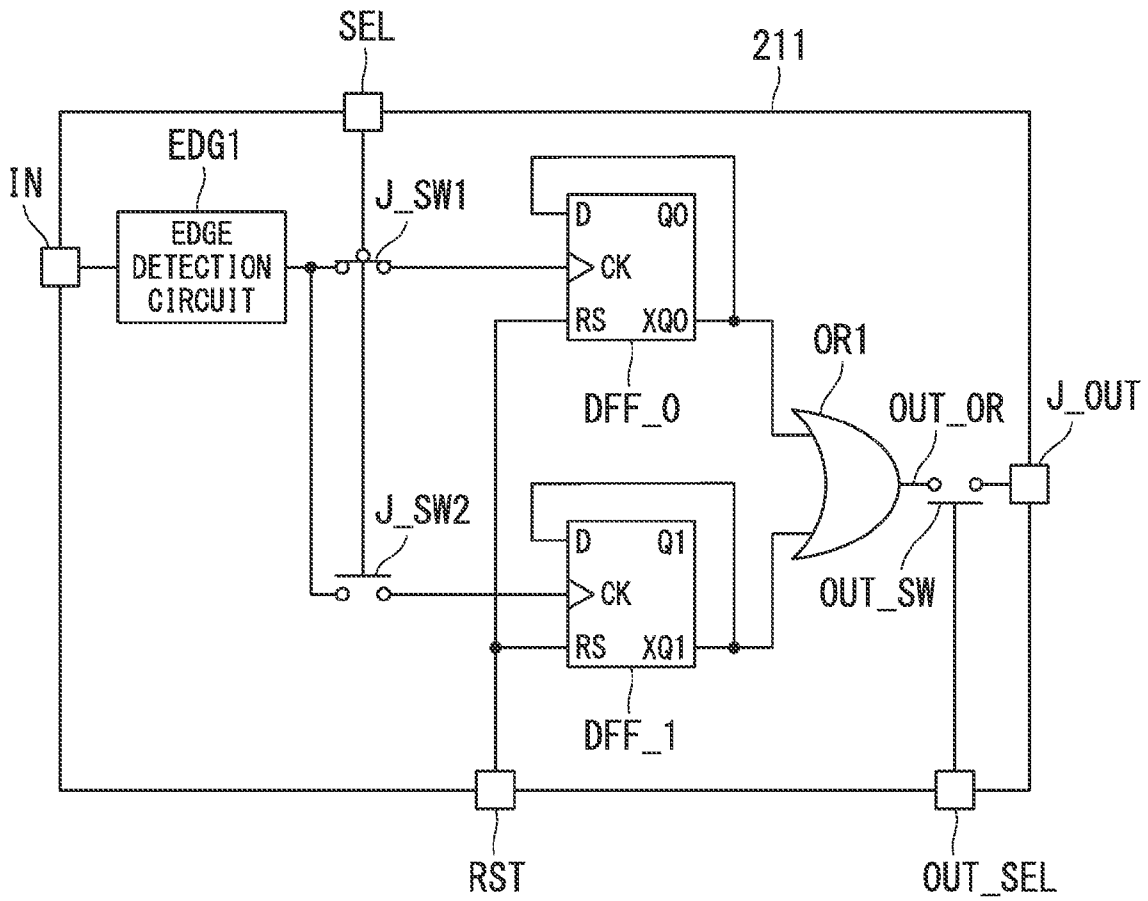 SEL
211
EDG1
IN
J_SW1
EDGE
DETECTION
CIRCUIT
D Q0
CK
RS XQ0
DFF_0
OR1
OUT_OR
J_OUT
J_SW2
D Q1
CK
RS XQ1
OUT_SW
DFF_1
RST
OUT_SEL